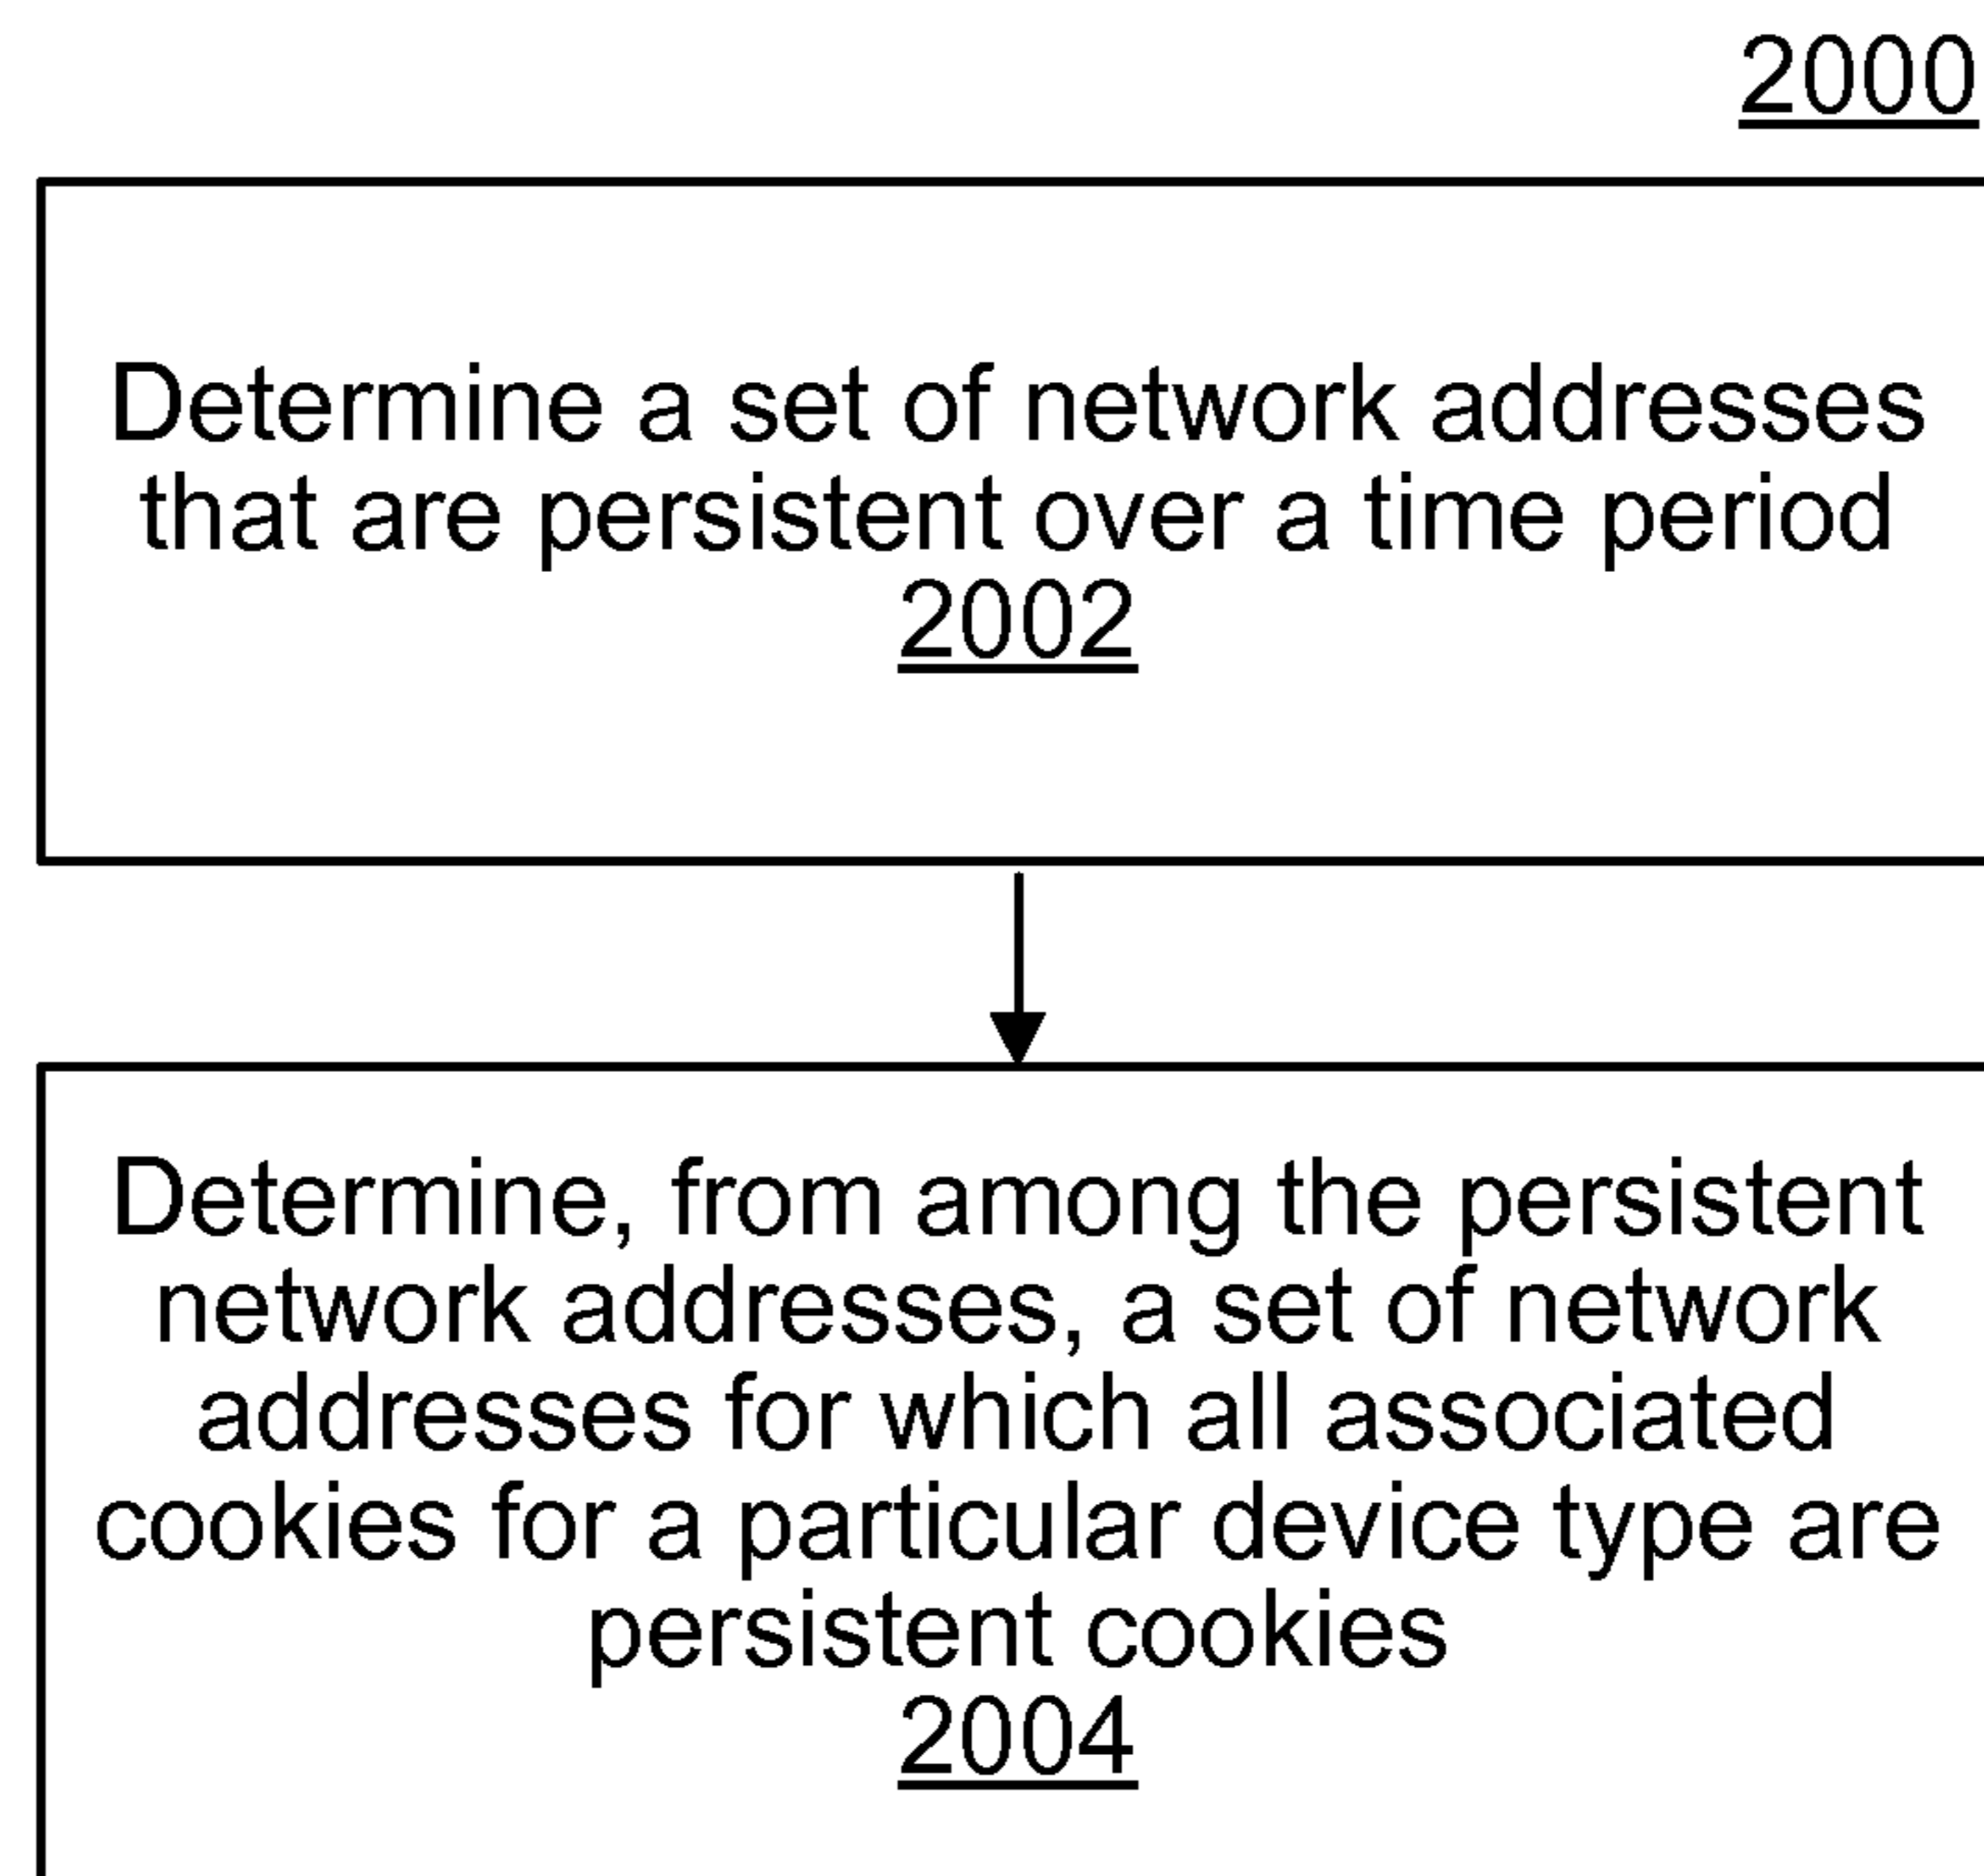 2000
Determine a set of network addresses
that are persistent over a time period
2002
Determine, from among the persistent
network addresses, a set of network
addresses for which all associated
cookies for a particular device type are
persistent cookies
2004